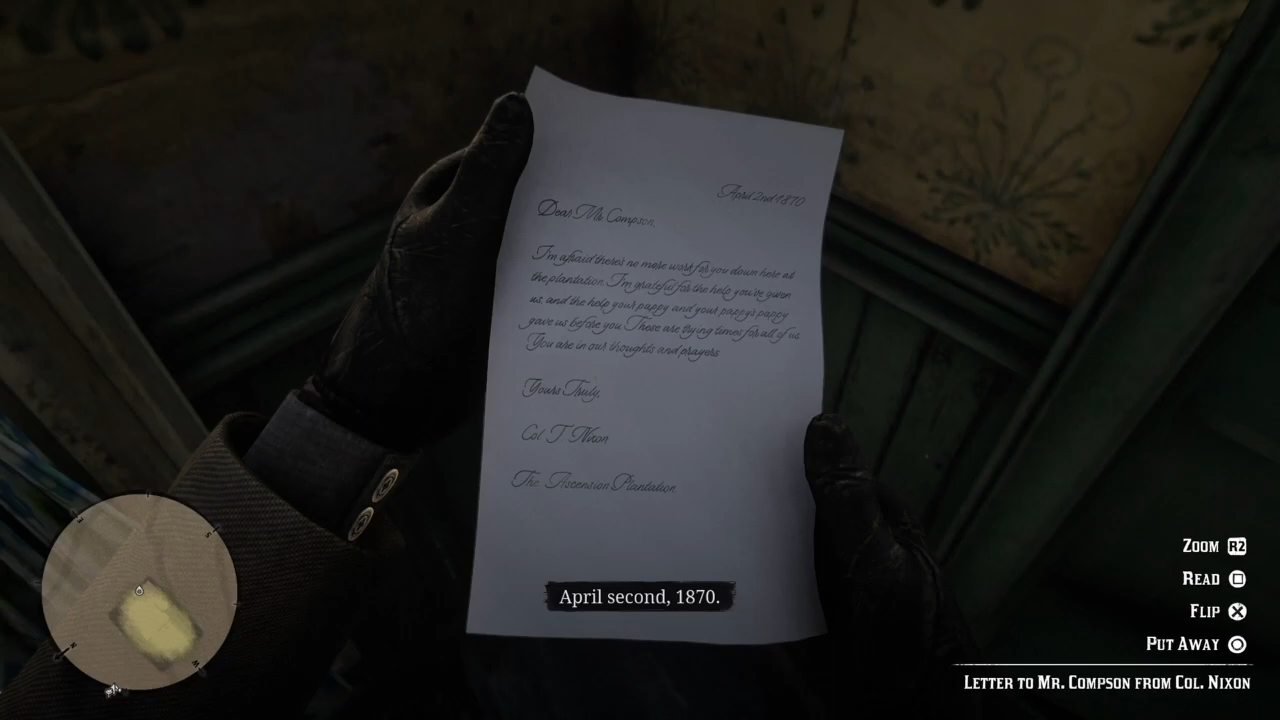 April 2nd 1870
Dear Mr. Compson,
I'm afraid there's no more work for you down here at
the plantation. I'm grateful for the help you've given
us, and the help your pappy and your pappy's pappy
gave us before you. These are trying times for all of us.
You are in our thoughts and prayers
Yours Truly,
Col T Nixon
The Ascension Plantation
April second, 1870.
ZOOM R2
READ
FLIP
PUT AWAY
LETTER TO MR. COMPSON FROM COL. NIXON